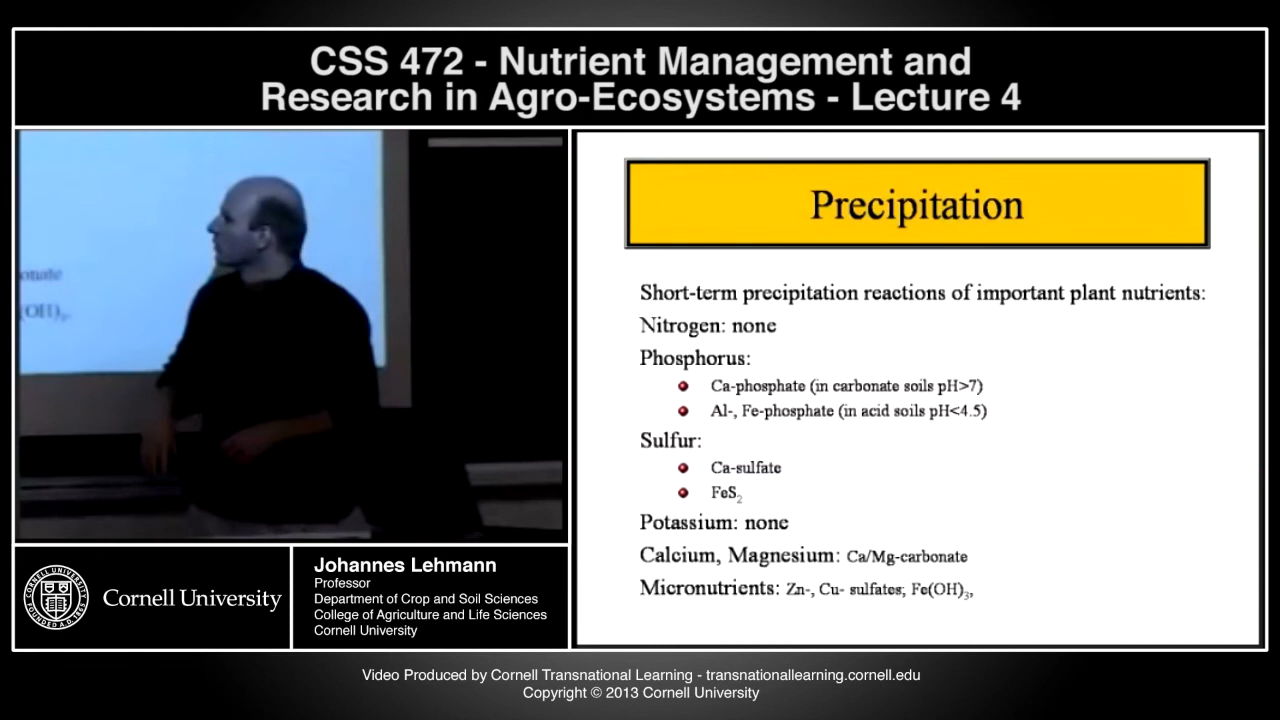 CSS 472 - Nutrient Management and
Research in Agro-Ecosystems - Lecture 4
(OH)3,
Precipitation
Short-term precipitation reactions of important plant nutrients:
Nitrogen: none
Phosphorus:
Ca-phosphate (in carbonate soils pH>7)
Al-, Fe-phosphate (in acid soils pH<4.5)
Sulfur:
Ca-sulfate
FeS2
Potassium: none
Calcium, Magnesium: Ca/Mg-carbonate
Micronutrients: Zn-, Cu- sulfates; Fe(OH)3,
Cornell University
Johannes Lehmann
Professor
Department of Crop and Soil Sciences
College of Agriculture and Life Sciences
Cornell University
Video Produced by Cornell Transnational Learning - transnationallearning.cornell.edu
Copyright © 2013 Cornell University